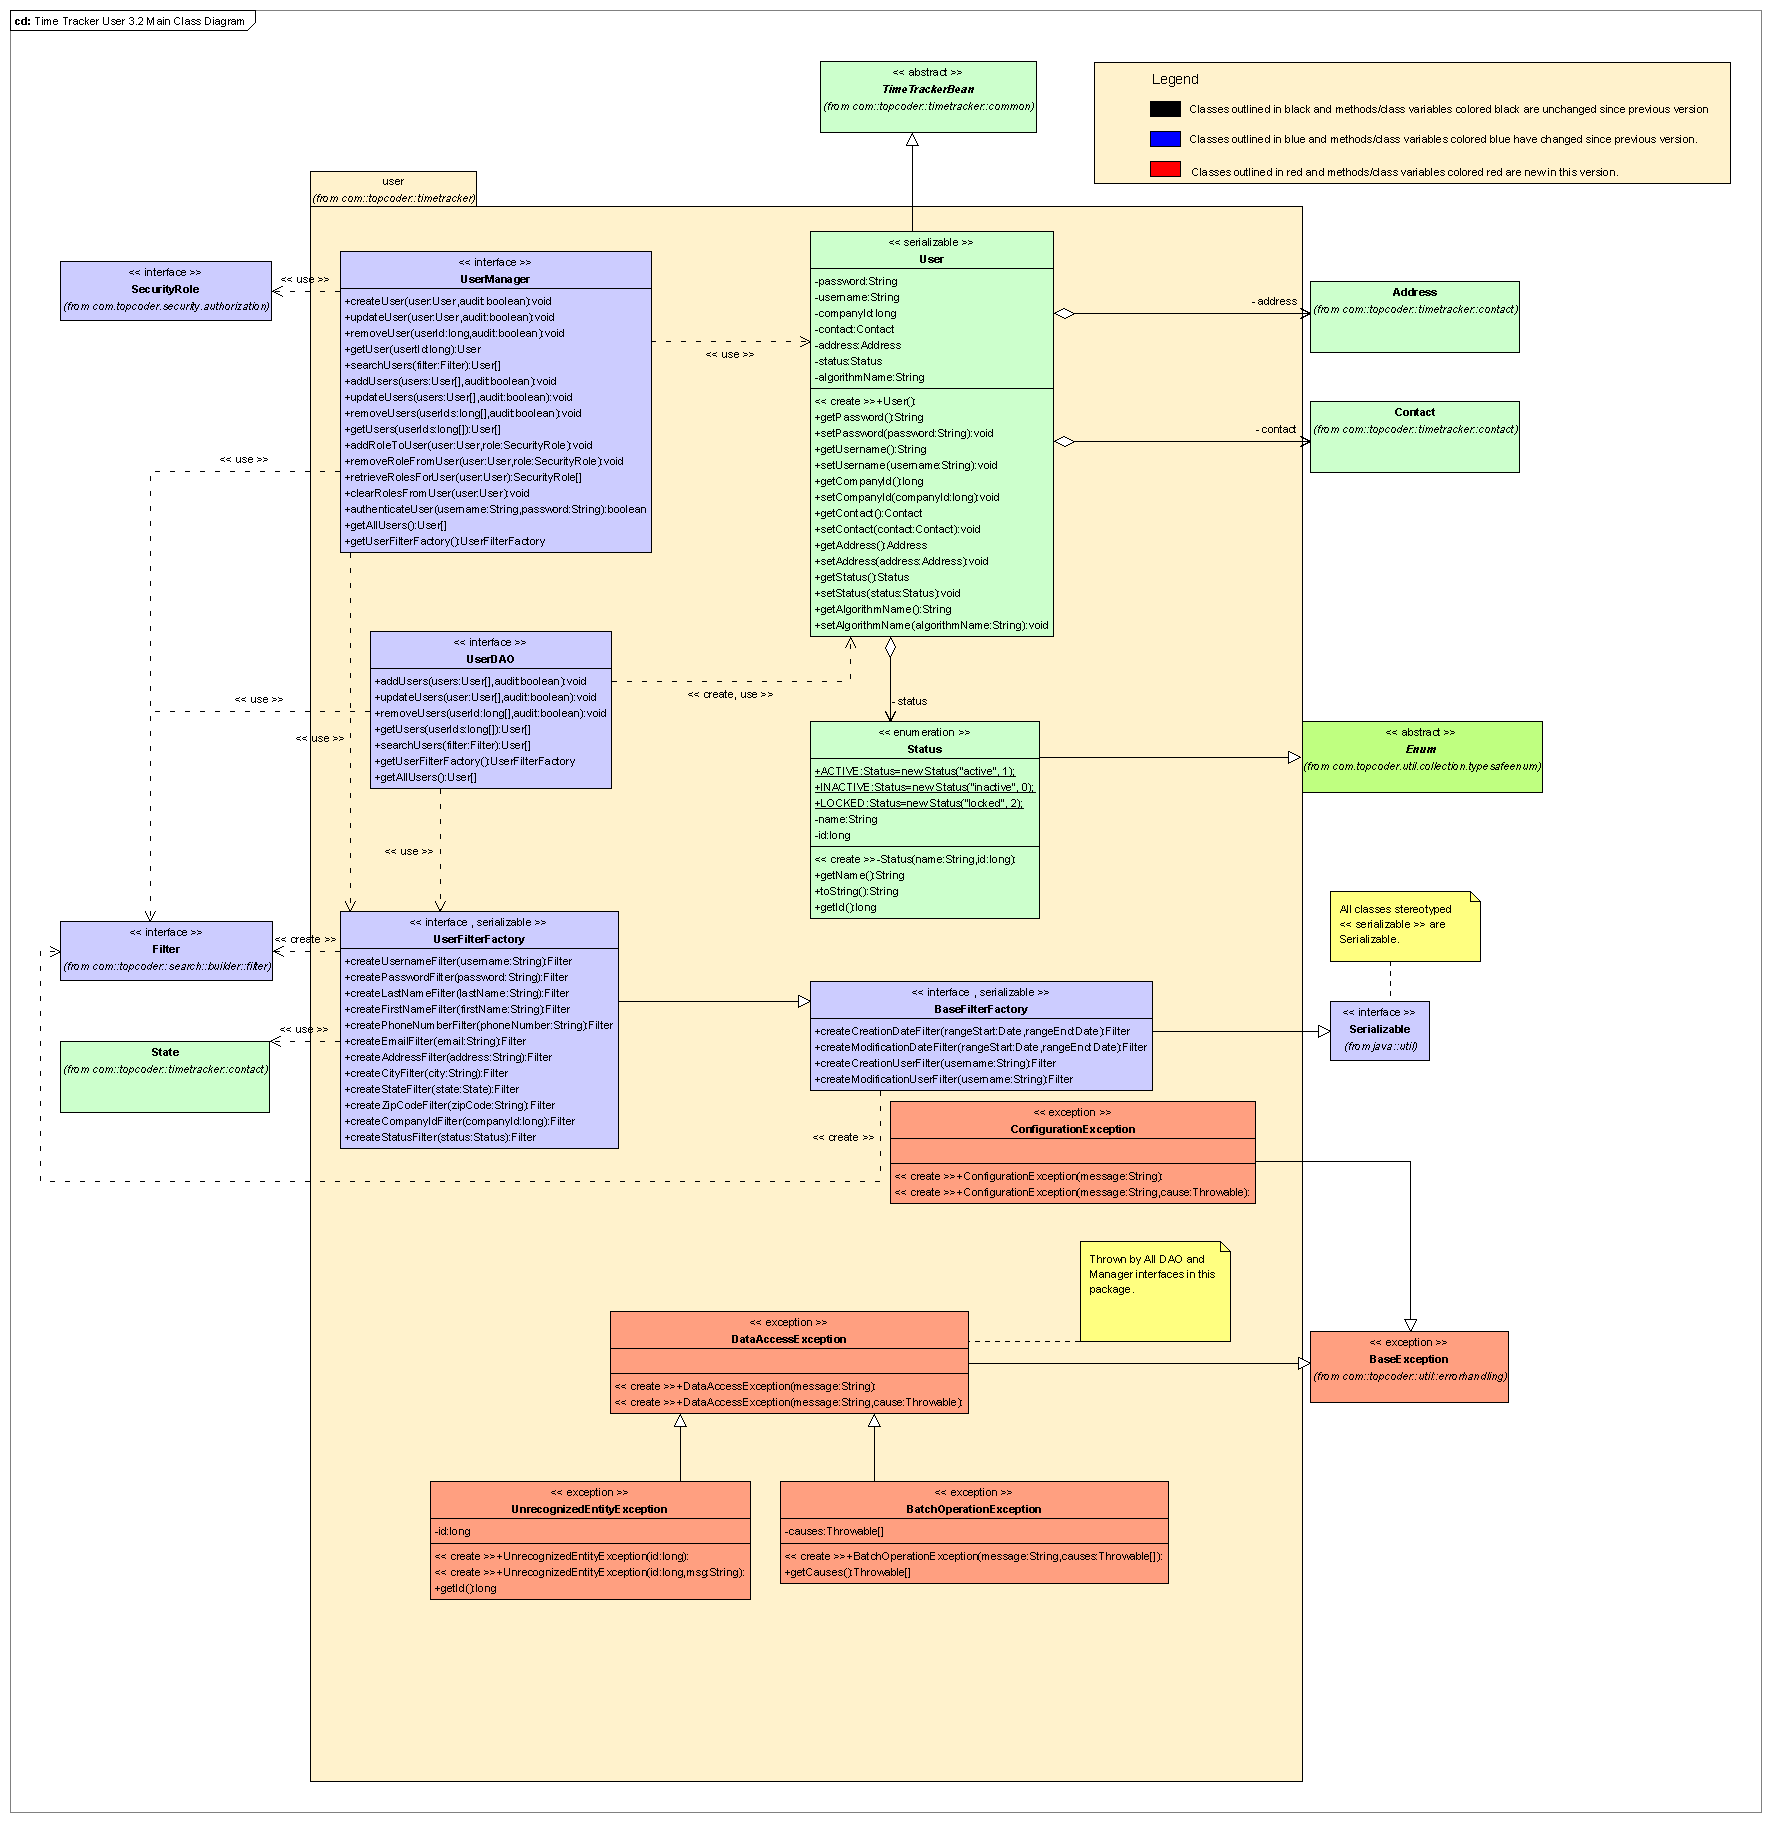 cd: Time Tracker User 3.2 Main Class Diagram
<< abstract >>
TimeTrackerBean
(from com::topcoder::timetracker::common)
Legend
Classes outlined in black and methods/class variables colored black are unchanged since previous version
Classes outlined in blue and methods/class variables colored blue have changed since previous version.
Classes outlined in red and methods/class variables colored red are new in this version.
user
(from com::topcoder::timetracker)
<< interface >>
SecurityRole
(from com.topcoder.security.authorization)
<< use >>
<< interface >>
UserManager
+createUser(user:User,audit:boolean):void
+updateUser(user:User,audit:boolean):void
+removeUser(userId:long,audit:boolean):void
+getUser(usertId:long):User
+searchUsers(filter:Filter):User[]
+addUsers(users:User[],audit:boolean):void
+updateUsers(users:User[],audit:boolean):void
+removeUsers(userIds:long[],audit:boolean):void
+getUsers(userIds:long[]):User[]
+addRoleToUser(user:User,role:SecurityRole):void
+removeRoleFromUser(user:User,role:SecurityRole):void
+retrieveRolesForUser(user:User):SecurityRole[]
+clearRolesFromUser(user:User):void
+authenticateUser(username:String,password:String):boolean
+getAllUsers():User[]
+getUserFilterFactory():UserFilterFactory
<< use >>
<< serializable >>
User
-password:String
-username:String
-companyId:long
-contact:Contact
-address:Address
-status:Status
-algorithmName:String
<< create >>+User():
+getPassword():String
+setPassword(password:String):void
+getUsername():String
+setUsername(username:String):void
+getCompanyId():long
+setCompanyId(companyId:long):void
+getContact():Contact
+setContact(contact:Contact):void
+getAddress():Address
+setAddress(address:Address):void
+getStatus():Status
+setStatus(status:Status):void
+getAlgorithmName():String
+setAlgorithmName(algorithmName:String):void
- address
Address
(from com::topcoder::timetracker::contact)
- contact
Contact
(from com::topcoder::timetracker::contact)
<< use >>
<< interface >>
UserDAO
+addUsers(users:User[],audit:boolean):void
+updateUsers(user:User[],audit:boolean):void
+removeUsers(userId:long[],audit:boolean):void
+getUsers(userIds:long[]):User[]
+searchUsers(filter:Filter):User[]
+getUserFilterFactory():UserFilterFactory
+getAllUsers():User[]
<< create, use >>
<< use >>
<< use >>
<< use >>
- status
<< enumeration >>
Status
+ACTIVE:Status=new Status("active", 1);
+INACTIVE:Status=new Status("inactive", 0);
+LOCKED:Status=new Status("locked", 2);
-name:String
-id:long
<< create >>-Status(name:String,id:long):
+getName():String
+toString():String
+getId():long
<< abstract >>
Enum
(from com.topcoder.util.collection.typesafeenum)
<< interface >>
Filter
(from com::topcoder::search::builder::filter)
<< create >>
State
(from com::topcoder::timetracker::contact)
<< use >>
<< interface , serializable >>
UserFilterFactory
+createUsernameFilter(username:String):Filter
+createPasswordFilter(password:String):Filter
+createLastNameFilter(lastName:String):Filter
+createFirstNameFilter(firstName:String):Filter
+createPhoneNumberFilter(phoneNumber:String):Filter
+createEmailFilter(email:String):Filter
+createAddressFilter(address:String):Filter
+createCityFilter(city:String):Filter
+createStateFilter(state:State):Filter
+createZipCodeFilter(zipCode:String):Filter
+createCompanyIdFilter(companyId:long):Filter
+createStatusFilter(status:Status):Filter
<< interface , serializable >>
BaseFilterFactory
+createCreationDateFilter(rangeStart:Date,rangeEnd:Date):Filter
+createModificationDateFilter(rangeStart:Date,rangeEnd:Date):Filter
+createCreationUserFilter(username:String):Filter
+createModificationUserFilter(username:String):Filter
All classes stereotyped
<< serializable >> are
Serializable.
<< interface >>
Serializable
(from java::util)
<< create >>
<< exception >>
ConfigurationException
<< create >>+ConfigurationException(message:String):
<< create >>+ConfigurationException(message:String,cause:Throwable):
Thrown by All DAO and
Manager interfaces in this
package.
<< exception >>
DataAccessException
<< create >>+DataAccessException(message:String):
<< create >>+DataAccessException(message:String,cause:Throwable):
<< exception >>
BaseException
(from com::topcoder::util::errorhandling)
<< exception >>
UnrecognizedEntityException
-id:long
<< create >>+UnrecognizedEntityException(id:long):
<< create >>+UnrecognizedEntityException(id:long,msg:String):
+getId():long
<< exception >>
BatchOperationException
-causes:Throwable[]
<< create >>+BatchOperationException(message:String,causes:Throwable[]):
+getCauses():Throwable[]